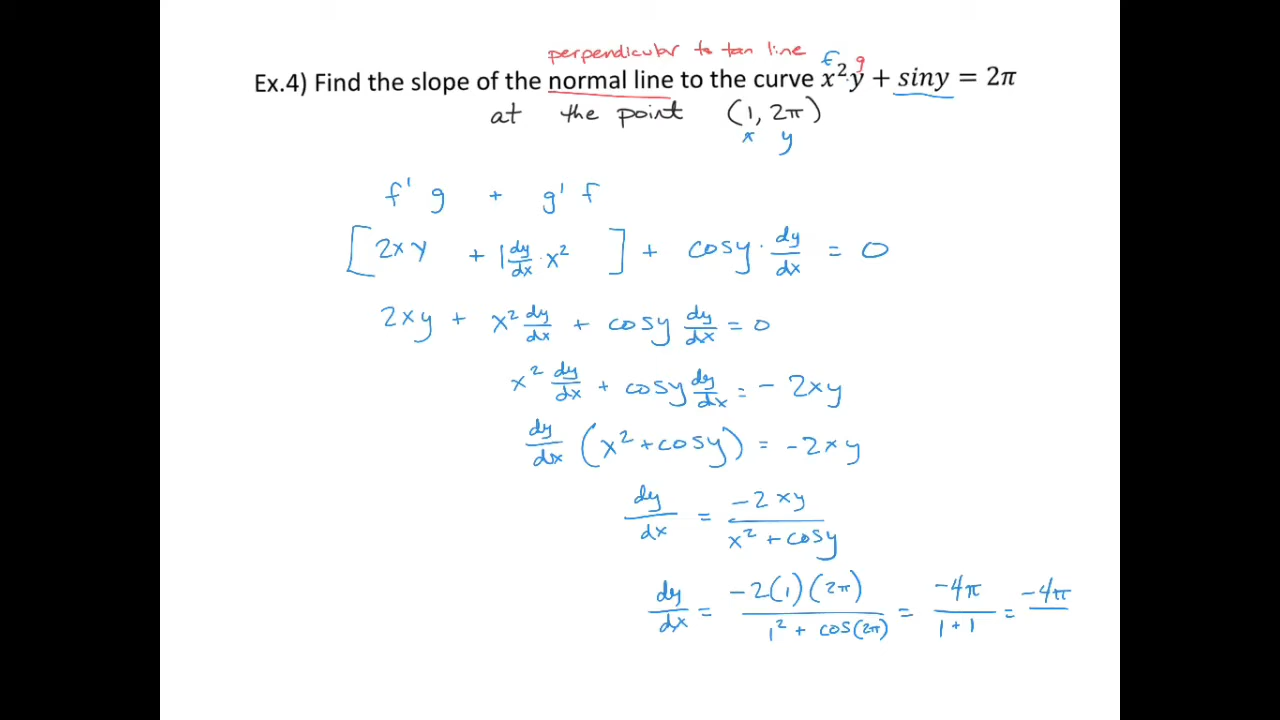 perpendicular to tan line f g
Ex.4) Find the slope of the normal line to the curve x²y + siny = 2π
at the point (1, 2π)
x y
f' g + g' f
[2xy + 1 dy/dx · x²] + cosy · dy/dx = 0
2xy + x² dy/dx + cosy dy/dx = 0
x² dy/dx + cosy dy/dx = - 2xy
dy/dx (x² + cosy) = -2xy
dy/dx = -2xy / x² + cosy
dy/dx = -2(1)(2π) / 1² + cos(2π) = -4π / 1+1 = -4π